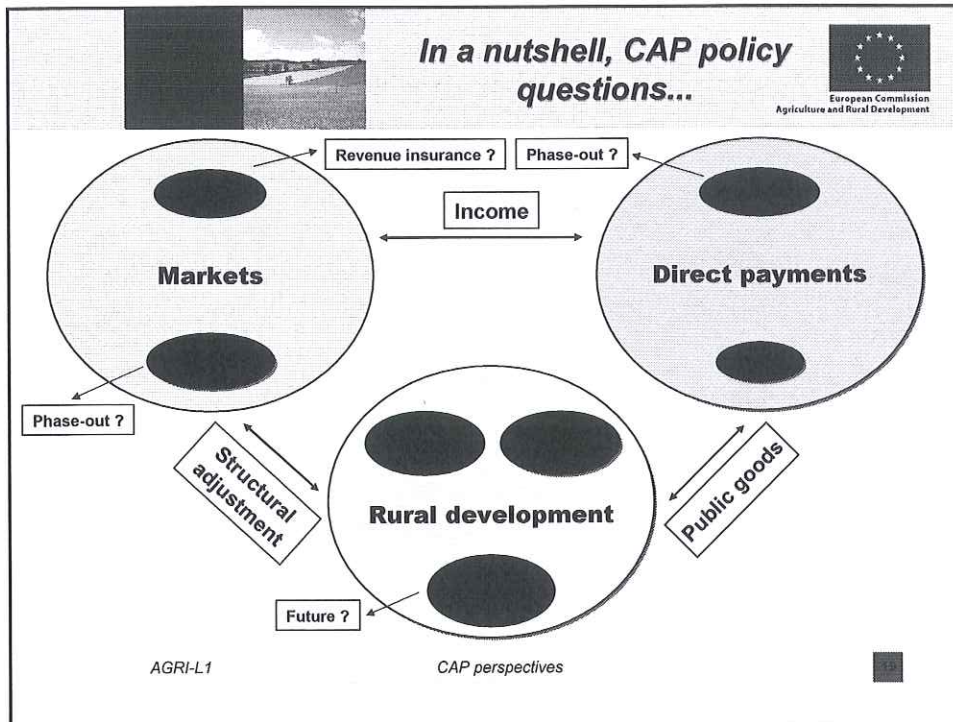 In a nutshell, CAP policy
questions...
European Commission
Agriculture and Rural Development
Revenue insurance ?
Phase-out ?
Income
Markets
Direct payments
Phase-out ?
Structural
adjustment
Public goods
Rural development
Future ?
AGRI-L1
CAP perspectives